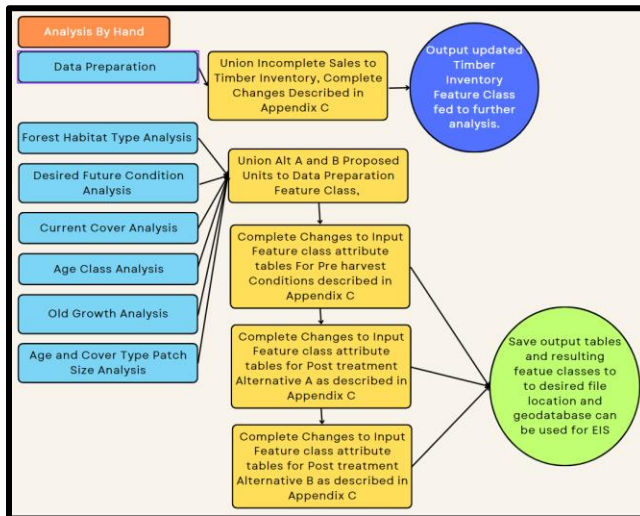 Analysis By Hand
Data Preparation
Union Incomplete Sales to
Timber Inventory, Complete
Changes Described in
Appendix C
Output updated
Timber
Inventory
Feature Class
fed to further
analysis.
Forest Habitat Type Analysis
Desired Future Condition
Analysis
Current Cover Analysis
Age Class Analysis
Old Growth Analysis
Age and Cover Type Patch
Size Analysis
Union Alt A and B Proposed
Units to Data Preparation
Feature Class,
Complete Changes to Input
Feature class attribute
tables For Pre harvest
Conditions described in
Appendix C
Complete Changes to Input
Feature class attribute
tables for Post treatment
Alternative A as described in
Appendix C
Complete Changes to Input
Feature class attribute
tables for Post treatment
Alternative B as described in
Appendix C
Save output tables
and resulting
featue classes to
to desired file
location and
geodatabase can
be used for EIS